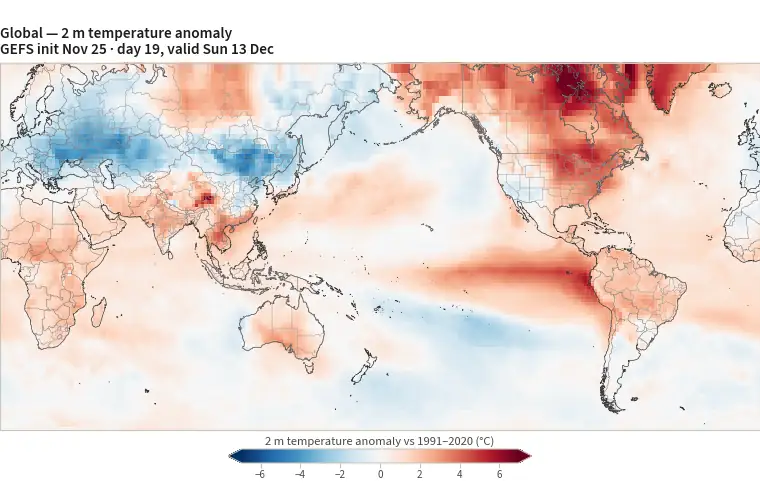 Global — 2 m temperature anomaly
GEFS init Nov 25 · day 19, valid Sun 13 Dec
2 m temperature anomaly vs 1991–2020 (°C)
−6 −4 −2 0 2 4 6